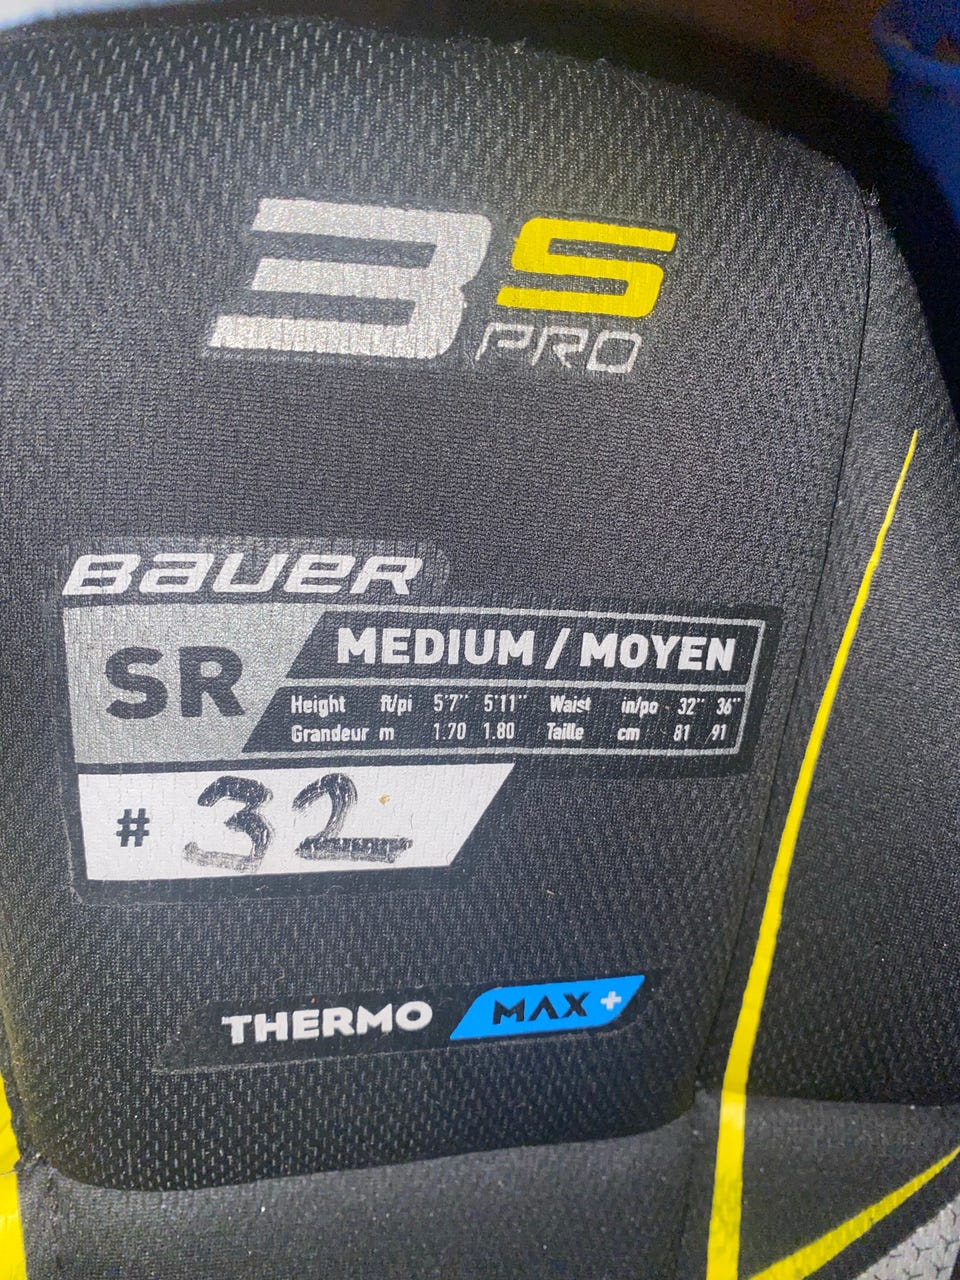 3S
PRO
BAUER
SR
MEDIUM / MOYEN
Height ft/pi 5'7'' 5'11'' Waist in/po 32'' 36''
Grandeur m 1.70 1.80 Taille cm 81 91
# 32
THERMO MAX+